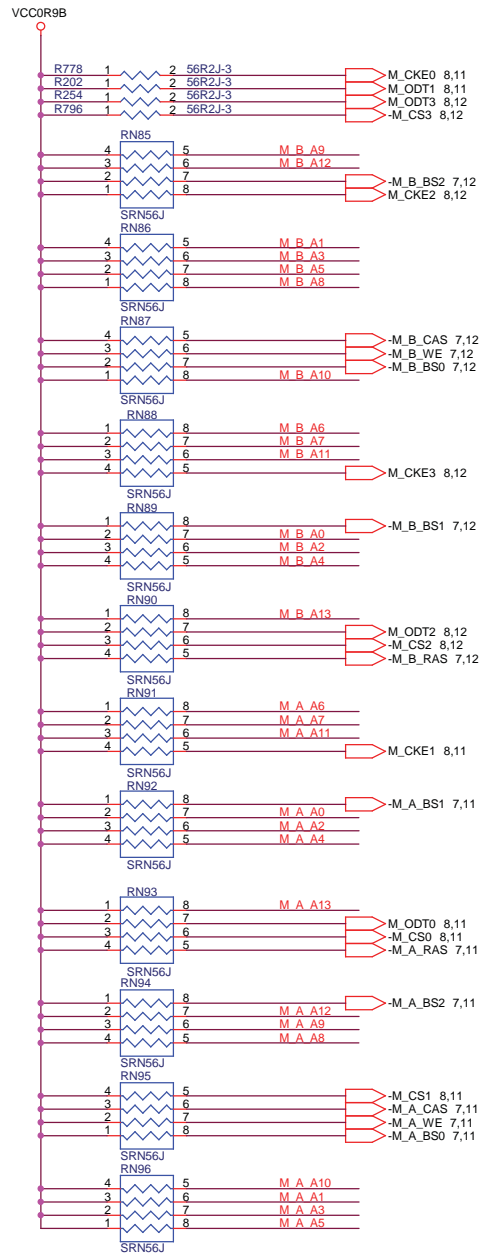 VCC0R9B
R778 1 2 56R2J-3 M_CKE0 8,11
R202 1 2 56R2J-3 M_ODT1 8,11
R254 1 2 56R2J-3 M_ODT3 8,12
R796 1 2 56R2J-3 -M_CS3 8,12
RN85
4 5 M_B_A9
3 6 M_B_A12
2 7 -M_B_BS2 7,12
1 8 M_CKE2 8,12
SRN56J
RN86
4 5 M_B_A1
3 6 M_B_A3
2 7 M_B_A5
1 8 M_B_A8
SRN56J
RN87
4 5 -M_B_CAS 7,12
3 6 -M_B_WE 7,12
2 7 -M_B_BS0 7,12
1 8 M_B_A10
SRN56J
RN88
1 8 M_B_A6
2 7 M_B_A7
3 6 M_B_A11
4 5 M_CKE3 8,12
SRN56J
RN89
1 8 -M_B_BS1 7,12
2 7 M_B_A0
3 6 M_B_A2
4 5 M_B_A4
SRN56J
RN90
1 8 M_B_A13
2 7 M_ODT2 8,12
3 6 -M_CS2 8,12
4 5 -M_B_RAS 7,12
SRN56J
RN91
1 8 M_A_A6
2 7 M_A_A7
3 6 M_A_A11
4 5 M_CKE1 8,11
SRN56J
RN92
1 8 -M_A_BS1 7,11
2 7 M_A_A0
3 6 M_A_A2
4 5 M_A_A4
SRN56J
RN93
1 8 M_A_A13
2 7 M_ODT0 8,11
3 6 -M_CS0 8,11
4 5 -M_A_RAS 7,11
SRN56J
RN94
1 8 -M_A_BS2 7,11
2 7 M_A_A12
3 6 M_A_A9
4 5 M_A_A8
SRN56J
RN95
4 5 -M_CS1 8,11
3 6 -M_A_CAS 7,11
2 7 -M_A_WE 7,11
1 8 -M_A_BS0 7,11
SRN56J
RN96
4 5 M_A_A10
3 6 M_A_A1
2 7 M_A_A3
1 8 M_A_A5
SRN56J